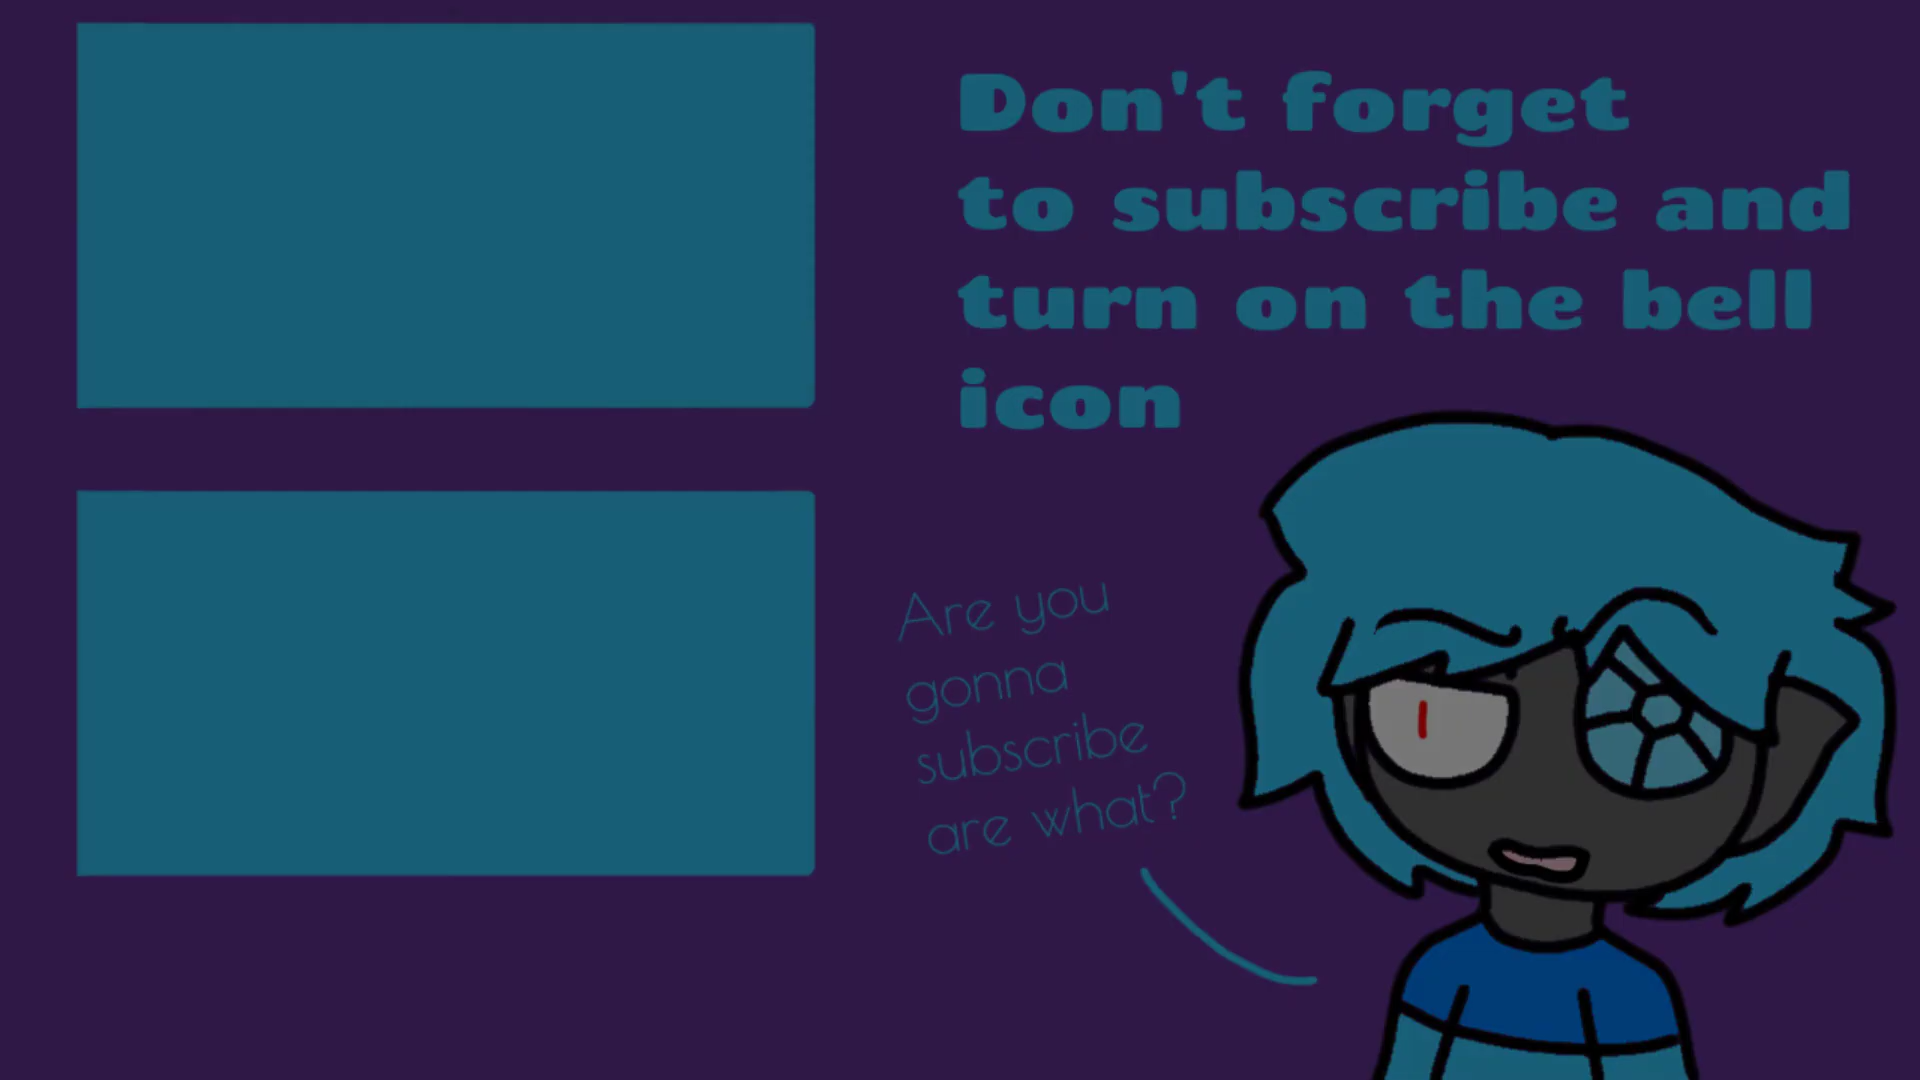 Don't forget
to subscribe and
turn on the bell
icon
Are you
gonna
subscribe
are what?